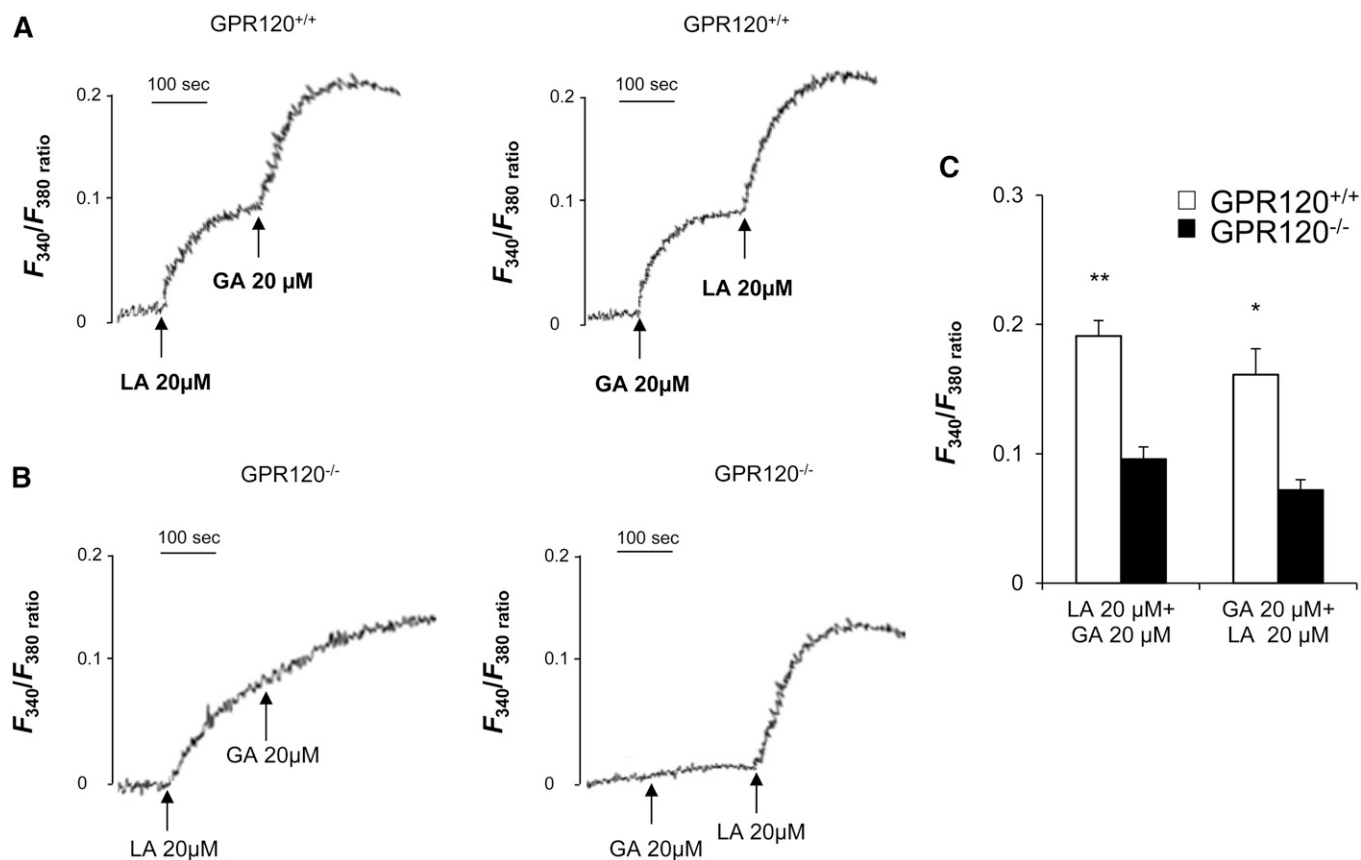 A
GPR120+/+
100 sec
0.2
0.1
0
F340/F380 ratio
LA 20µM
GA 20 µM
GPR120+/+
100 sec
0.2
0.1
0
F340/F380 ratio
GA 20µM
LA 20µM
B
GPR120-/-
100 sec
0.2
0.1
0
F340/F380 ratio
LA 20µM
GA 20µM
GPR120-/-
100 sec
0.2
0.1
0
F340/F380 ratio
GA 20µM
LA 20µM
C
GPR120+/+
GPR120-/-
0.3
0.2
0.1
0
F340/F380 ratio
**
*
LA 20 µM+
GA 20 µM
GA 20 µM+
LA 20 µM